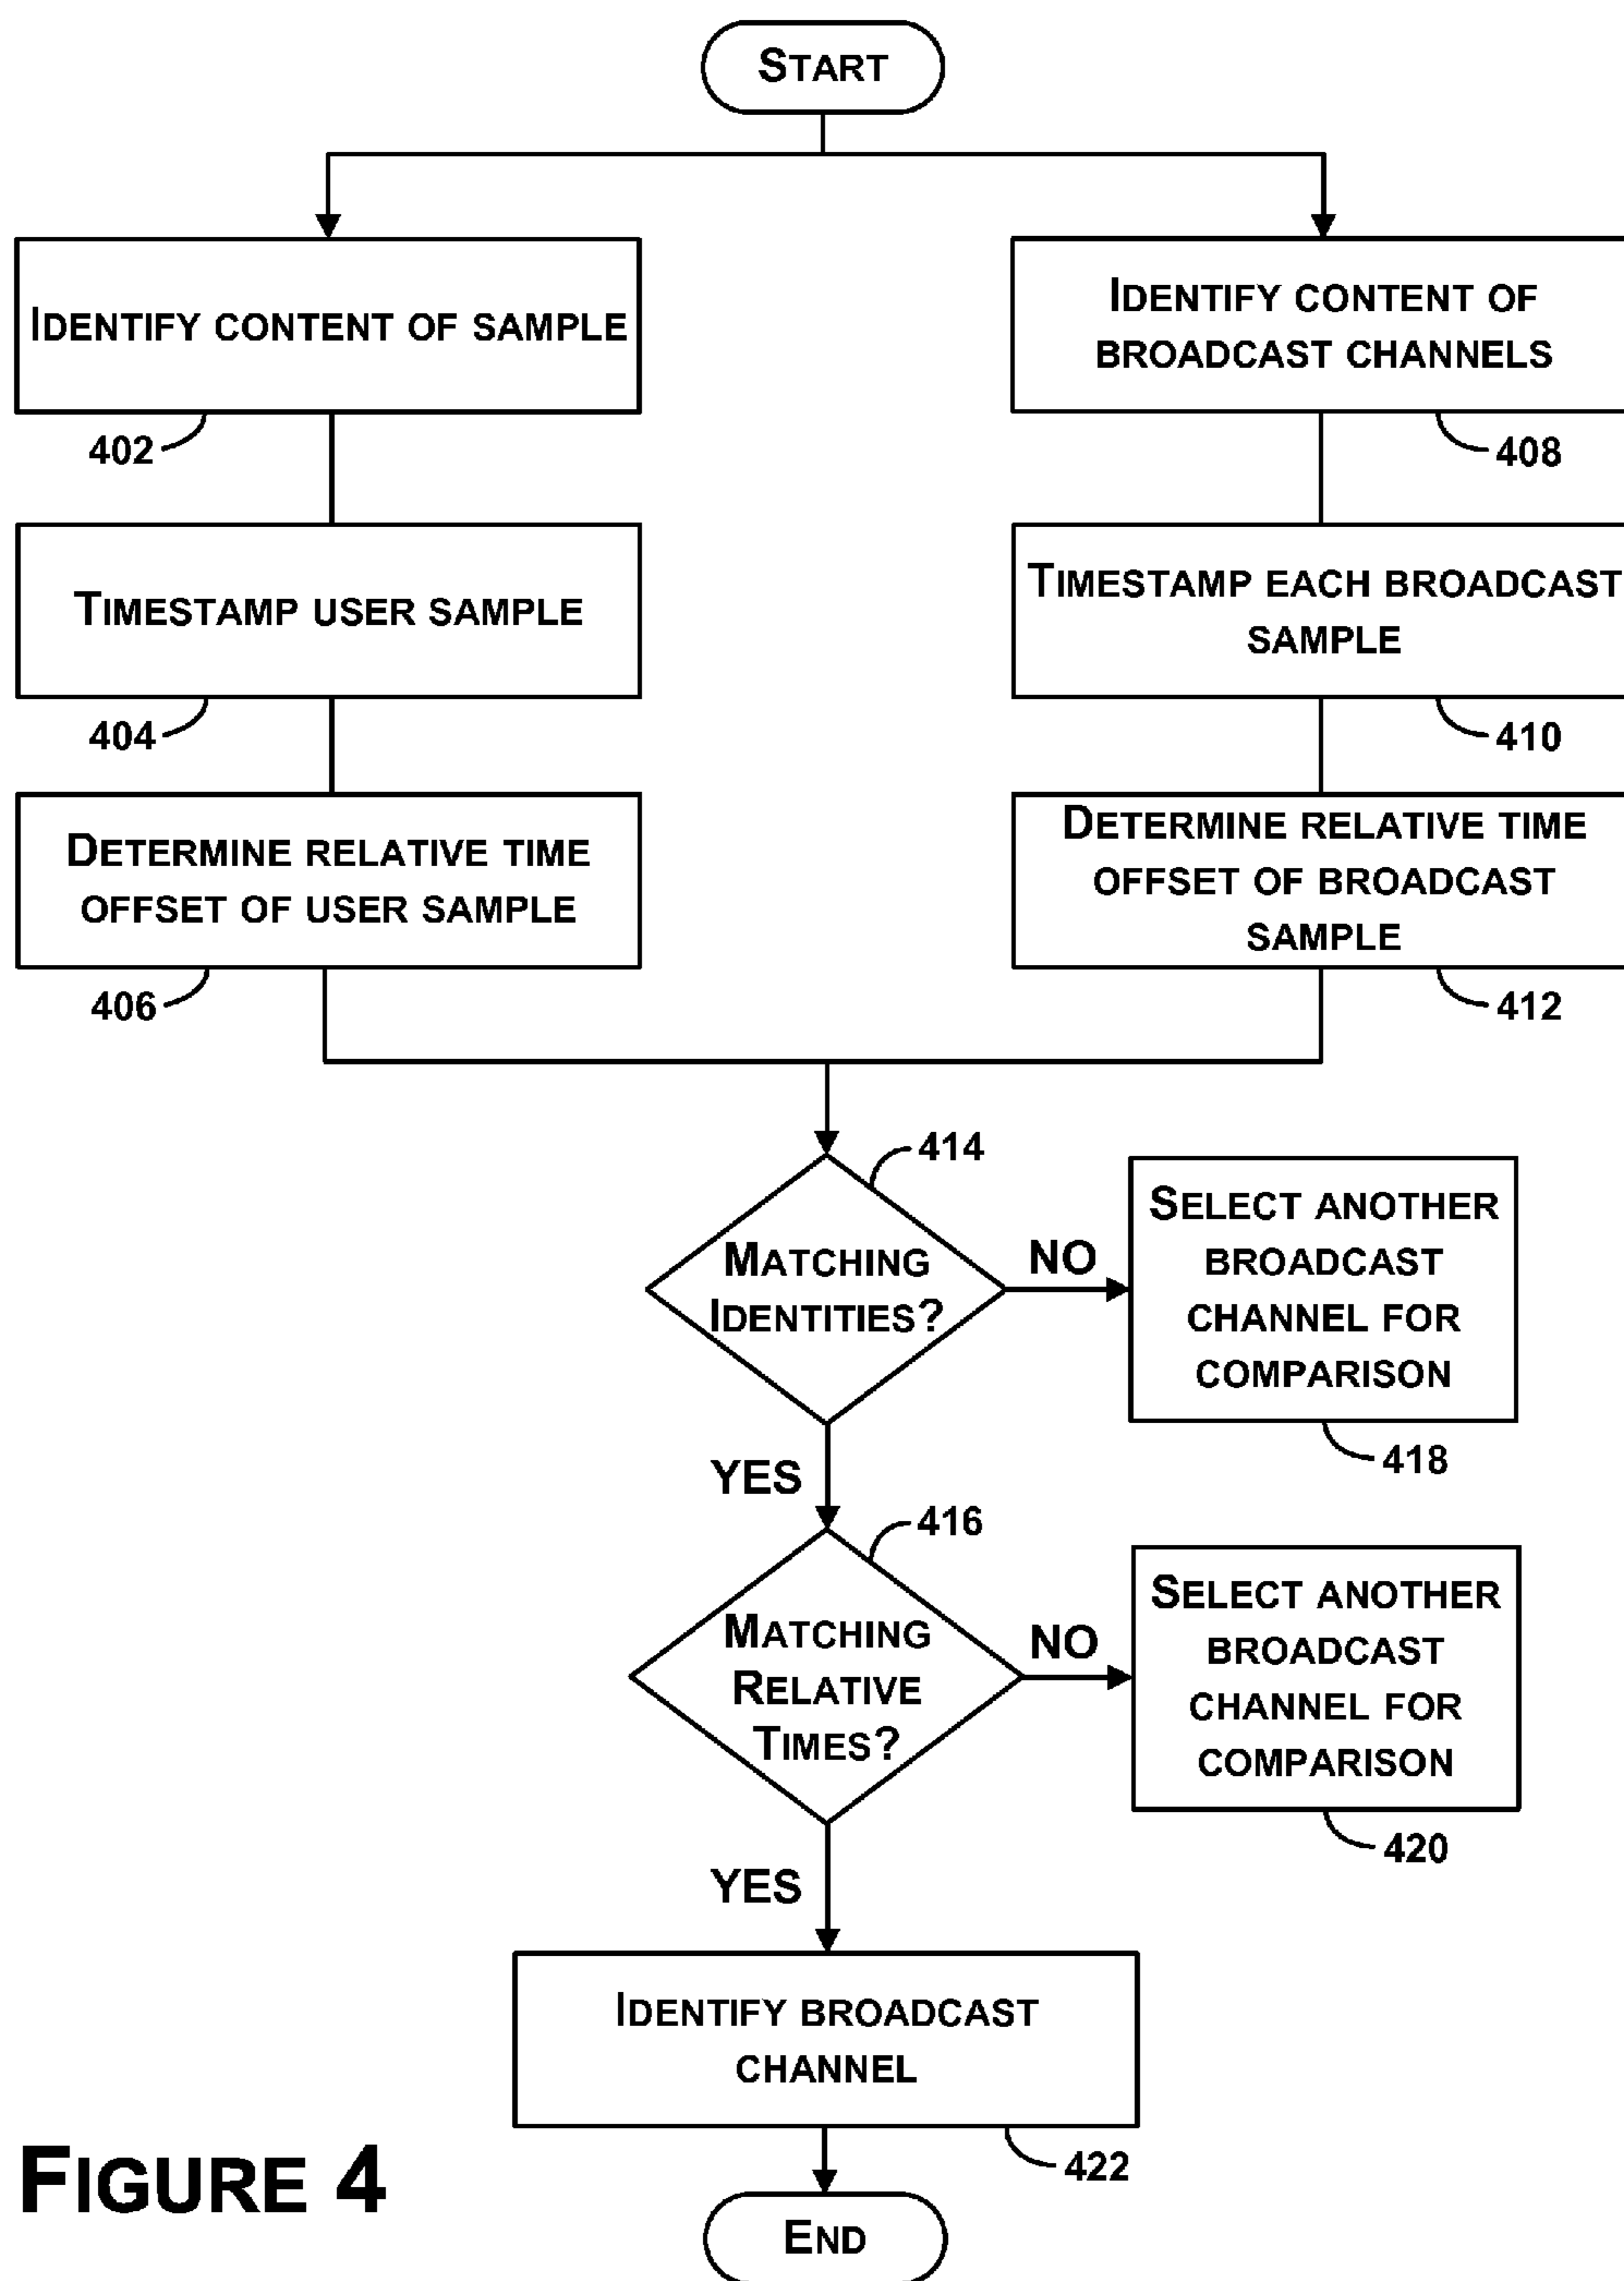 START
IDENTIFY CONTENT OF SAMPLE
402
TIMESTAMP USER SAMPLE
404
DETERMINE RELATIVE TIME
OFFSET OF USER SAMPLE
406
IDENTIFY CONTENT OF
BROADCAST CHANNELS
408
TIMESTAMP EACH BROADCAST
SAMPLE
410
DETERMINE RELATIVE TIME
OFFSET OF BROADCAST
SAMPLE
412
414
MATCHING
IDENTITIES?
NO
SELECT ANOTHER
BROADCAST
CHANNEL FOR
COMPARISON
418
YES
416
MATCHING
RELATIVE
TIMES?
NO
SELECT ANOTHER
BROADCAST
CHANNEL FOR
COMPARISON
420
YES
IDENTIFY BROADCAST
CHANNEL
422
END
FIGURE 4